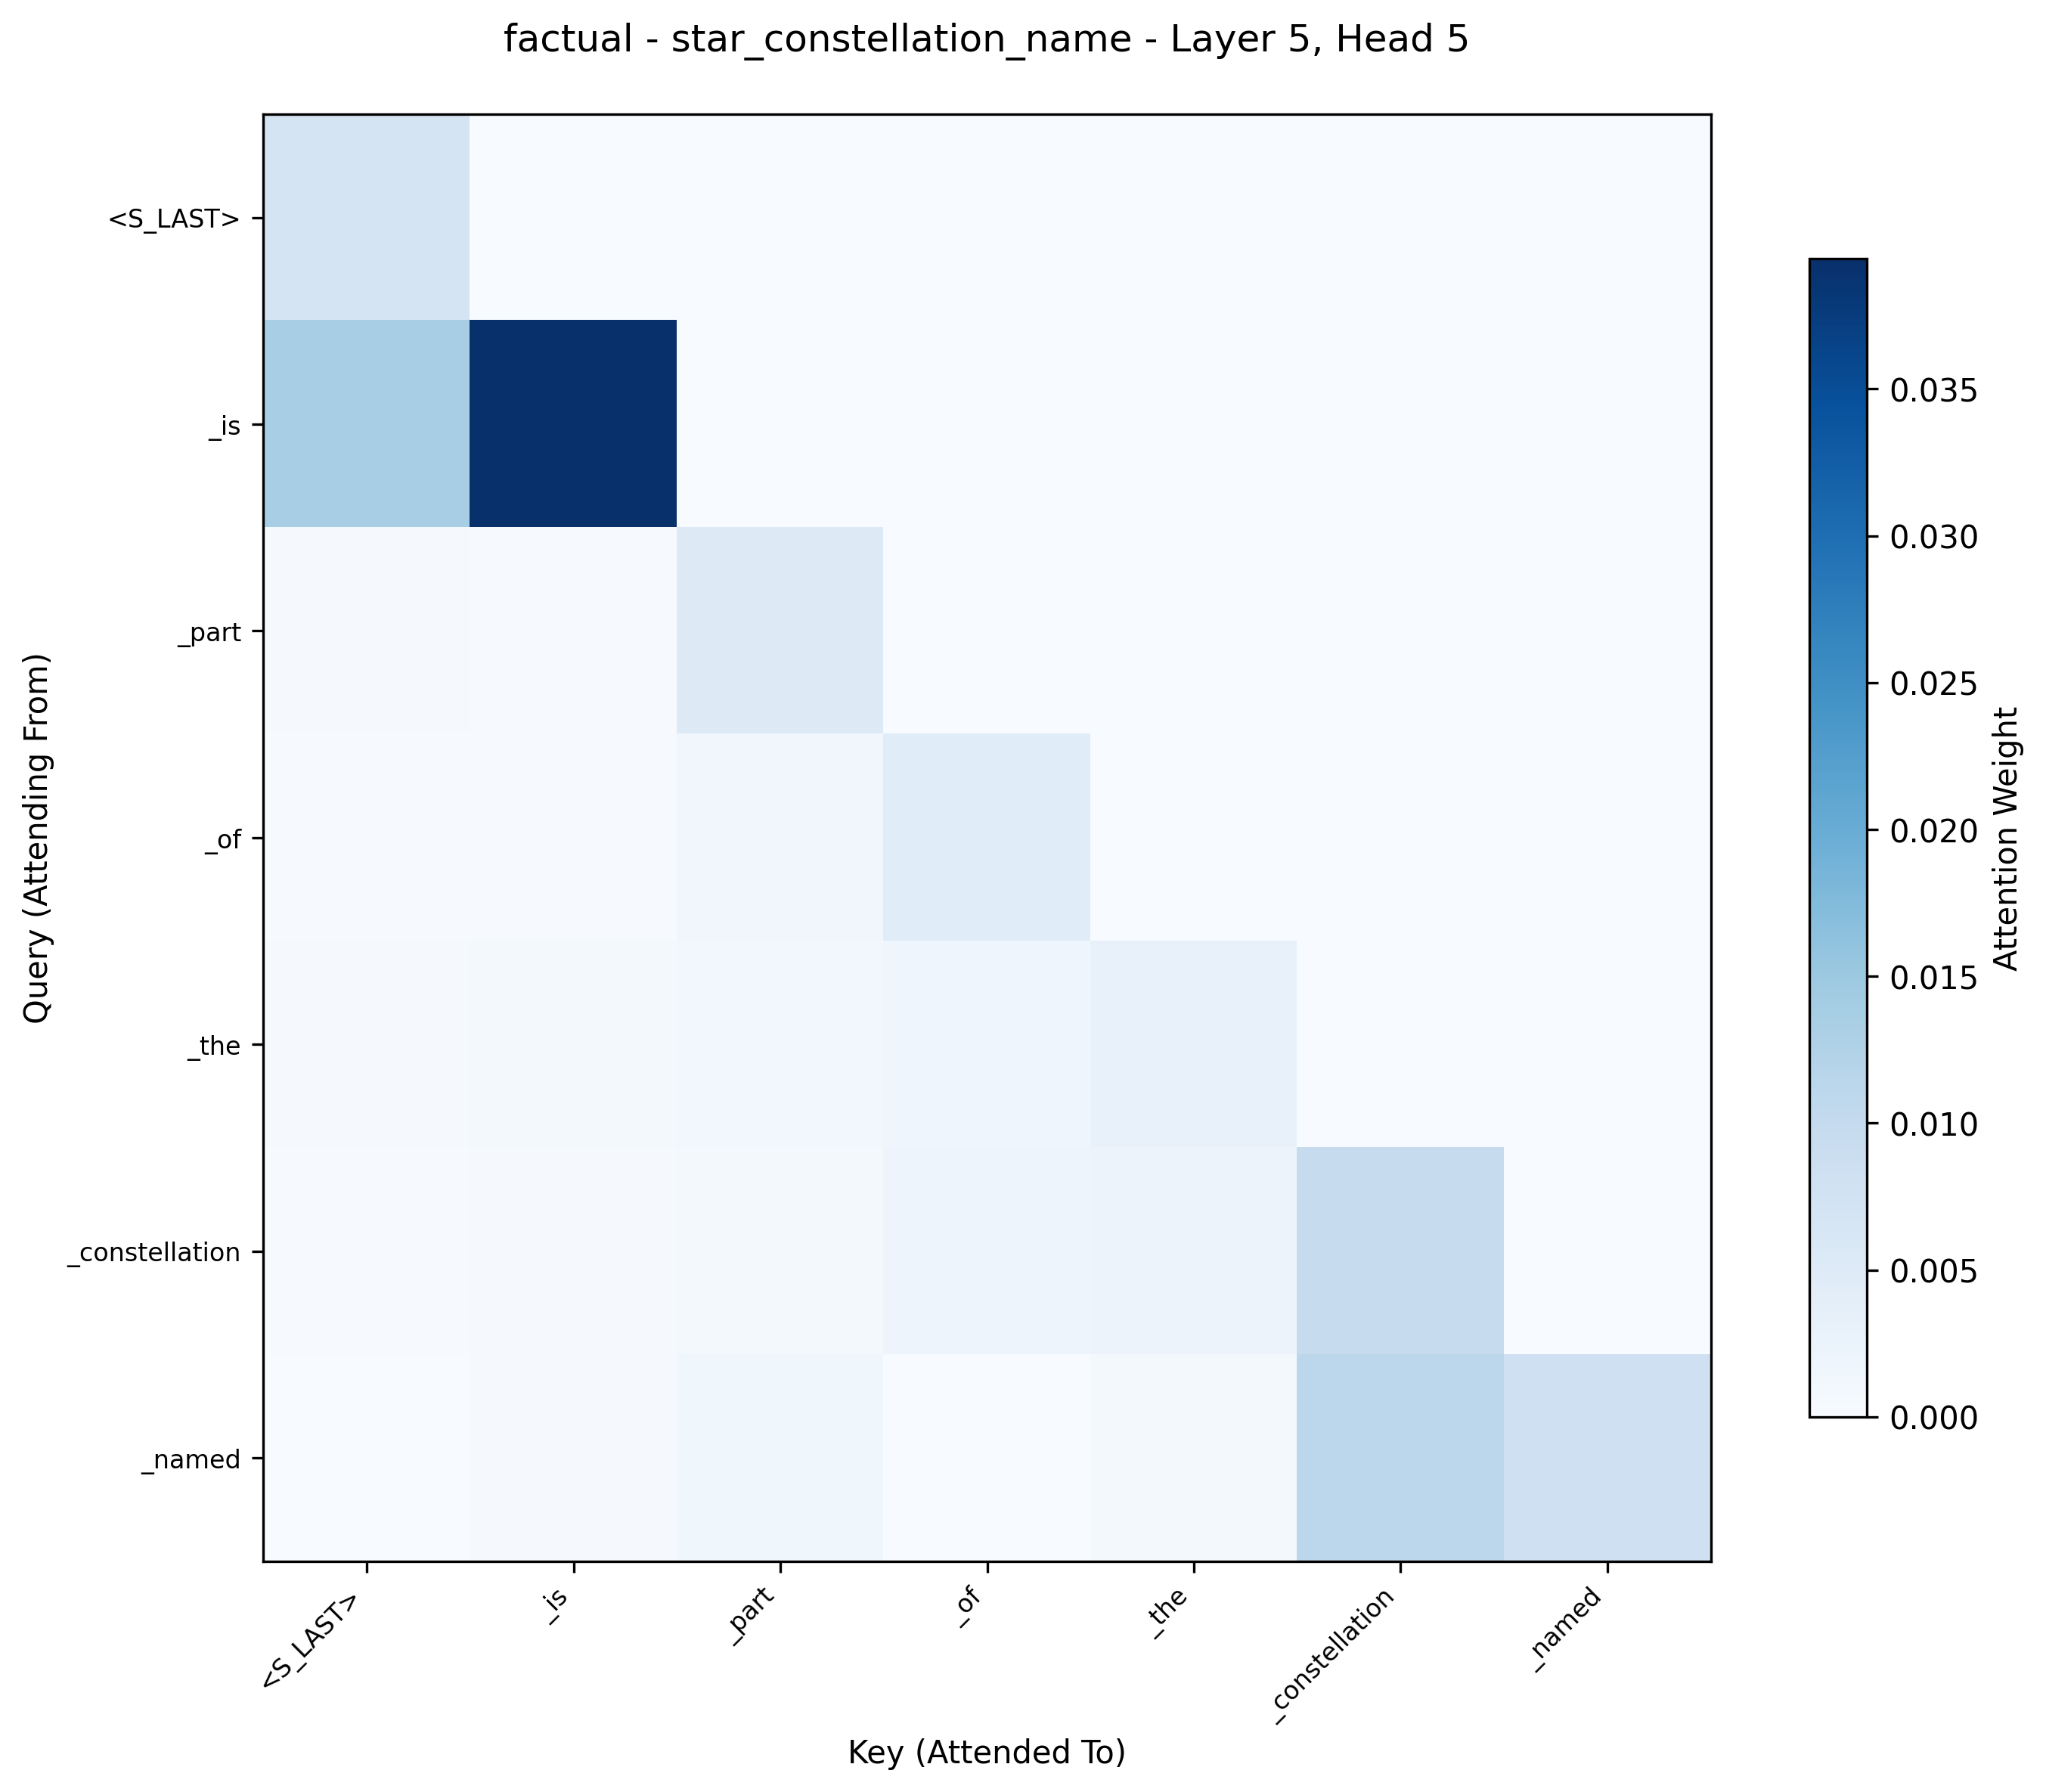 factual - star_constellation_name - Layer 5, Head 5
Query (Attending From)
<S_LAST>
_is
_part
_of
_the
_constellation
_named
<S_LAST>
_is
_part
_of
_the
_constellation
_named
Key (Attended To)
0.035
0.030
0.025
0.020
0.015
0.010
0.005
0.000
Attention Weight